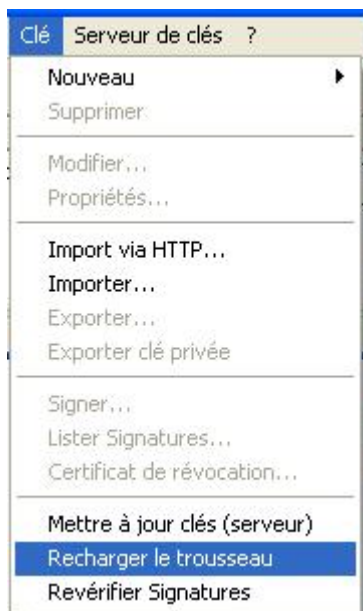 Clé Serveur de clés ?
Nouveau
Supprimer
Modifier...
Propriétés...
Import via HTTP...
Importer...
Exporter...
Exporter clé privée
Signer...
Lister Signatures...
Certificat de révocation...
Mettre à jour clés (serveur)
Recharger le trousseau
Revérifier Signatures